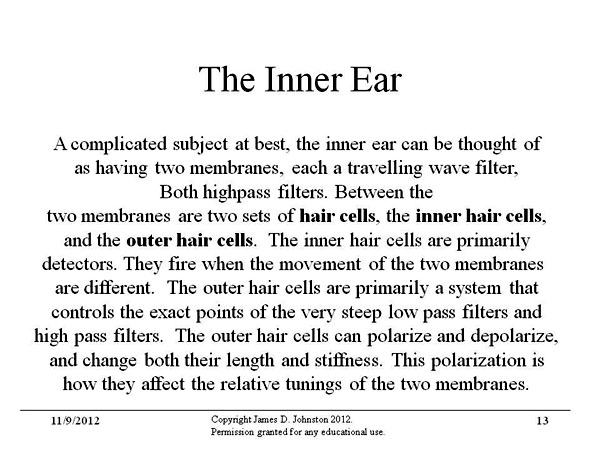 The Inner Ear
A complicated subject at best, the inner ear can be thought of
as having two membranes, each a travelling wave filter,
Both highpass filters. Between the
two membranes are two sets of hair cells, the inner hair cells,
and the outer hair cells. The inner hair cells are primarily
detectors. They fire when the movement of the two membranes
are different. The outer hair cells are primarily a system that
controls the exact points of the very steep low pass filters and
high pass filters. The outer hair cells can polarize and depolarize,
and change both their length and stiffness. This polarization is
how they affect the relative tunings of the two membranes.
11/9/2012
Copyright James D. Johnston 2012.
Permission granted for any educational use.
13